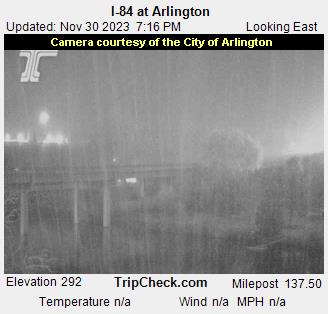 I-84 at Arlington
Updated: Nov 30 2023 7:16 PM Looking East
Camera courtesy of the City of Arlington
Elevation 292 TripCheck.com Milepost 137.50
Temperature n/a Wind n/a MPH n/a